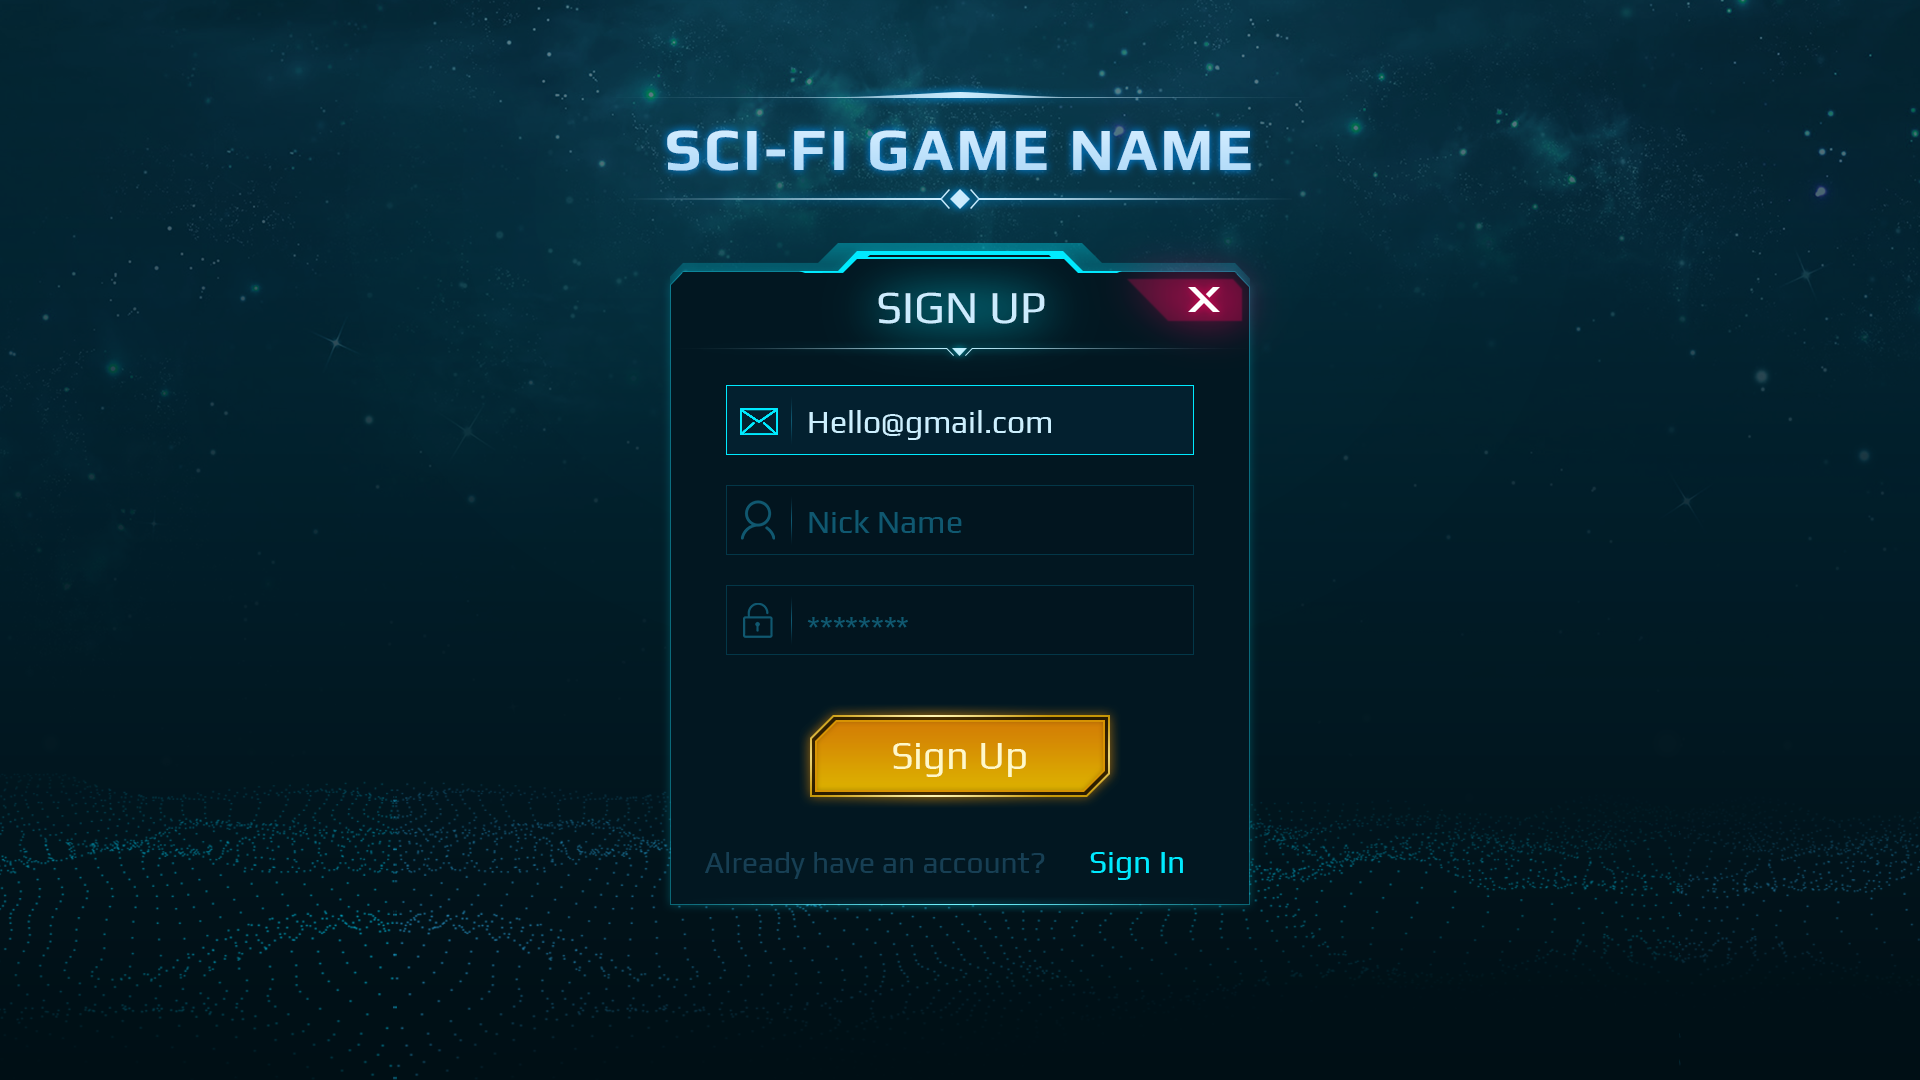 SCI-FI GAME NAME
SIGN UP
X
Hello@gmail.com
Nick Name
********
Sign Up
Already have an account? Sign In